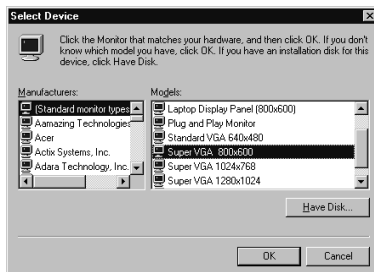 Select Device
Click the Monitor that matches your hardware, and then click OK. If you don't
know which model you have, click OK. If you have an installation disk for this
device, click Have Disk.
Manufacturers:
(Standard monitor types
Aamazing Technologies
Acer
Actix Systems, Inc.
Adara Technology, Inc.
Models:
Laptop Display Panel (800x600)
Plug and Play Monitor
Standard VGA 640x480
Super VGA 800x600
Super VGA 1024x768
Super VGA 1280x1024
Have Disk...
OK
Cancel